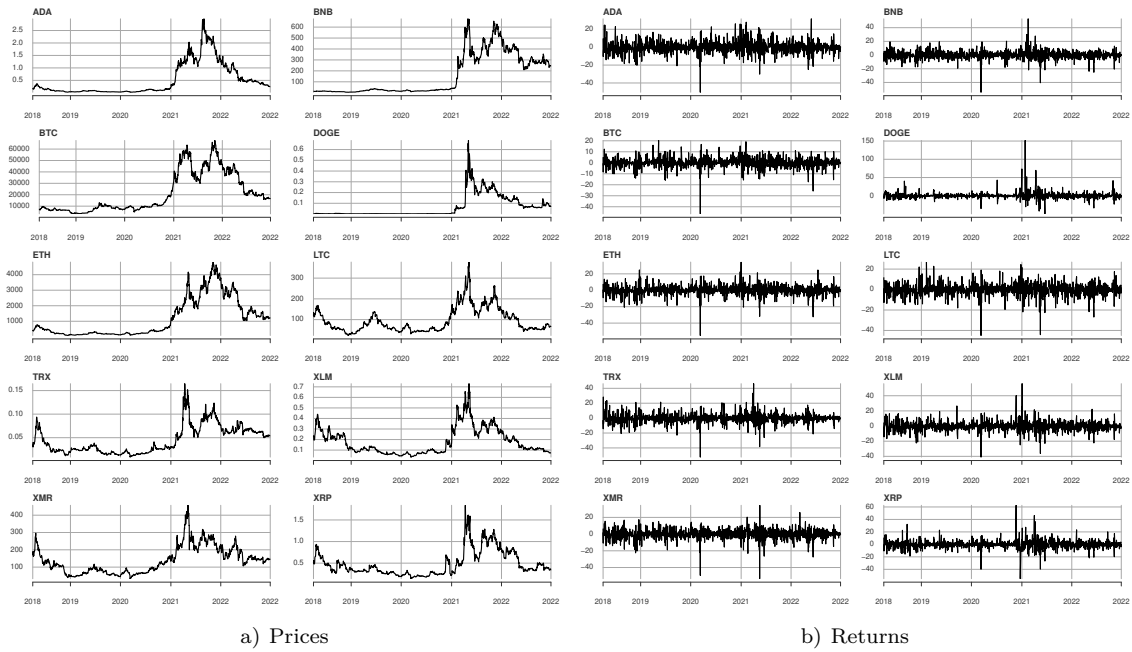 ADA
2.5
2.0
1.5
1.0
0.5
2018 2019 2020 2021 2022
BNB
600
500
400
300
200
100
2018 2019 2020 2021 2022
ADA
20
0
−20
−40
2018 2019 2020 2021 2022
BNB
40
20
0
−20
−40
2018 2019 2020 2021 2022
BTC
60000
50000
40000
30000
20000
10000
2018 2019 2020 2021 2022
DOGE
0.6
0.5
0.4
0.3
0.2
0.1
2018 2019 2020 2021 2022
BTC
20
10
0
−10
−20
−30
−40
2018 2019 2020 2021 2022
DOGE
150
100
50
0
2018 2019 2020 2021 2022
ETH
4000
3000
2000
1000
2018 2019 2020 2021 2022
LTC
300
200
100
2018 2019 2020 2021 2022
ETH
20
0
−20
−40
2018 2019 2020 2021 2022
LTC
20
0
−20
−40
2018 2019 2020 2021 2022
TRX
0.15
0.10
0.05
2018 2019 2020 2021 2022
XLM
0.7
0.6
0.5
0.4
0.3
0.2
0.1
2018 2019 2020 2021 2022
TRX
40
20
0
−20
−40
2018 2019 2020 2021 2022
XLM
40
20
0
−20
−40
2018 2019 2020 2021 2022
XMR
400
300
200
100
2018 2019 2020 2021 2022
XRP
1.5
1.0
0.5
2018 2019 2020 2021 2022
XMR
20
0
−20
−40
2018 2019 2020 2021 2022
XRP
60
40
20
0
−20
−40
2018 2019 2020 2021 2022
a) Prices
b) Returns